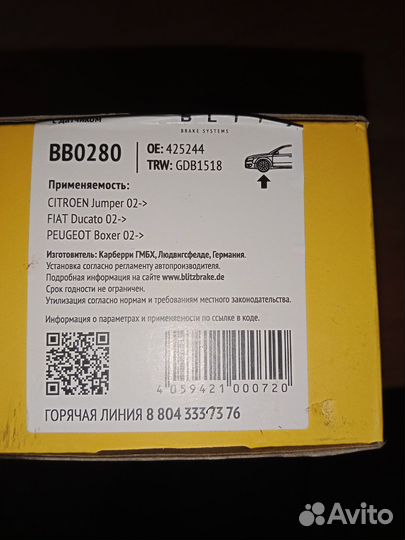 с датчиком
BLITZ
BRAKE SYSTEMS
BB0280
OE: 425244
TRW: GDB1518
Применяемость:
CITROEN Jumper 02->
FIAT Ducato 02->
PEUGEOT Boxer 02->
Изготовитель: Карберри ГМБХ, Людвигсфелде, Германия.
Установка согласно регламенту автопроизводителя.
Подробная информация на сайте www.blitzbrake.de
Срок годности не ограничен.
Утилизация согласно нормам и требованиям местного законодательства.
Информация о параметрах и применимости по ссылке в коде.
4 059421 000720
ГОРЯЧАЯ ЛИНИЯ 8 804 333 73 76
Avito